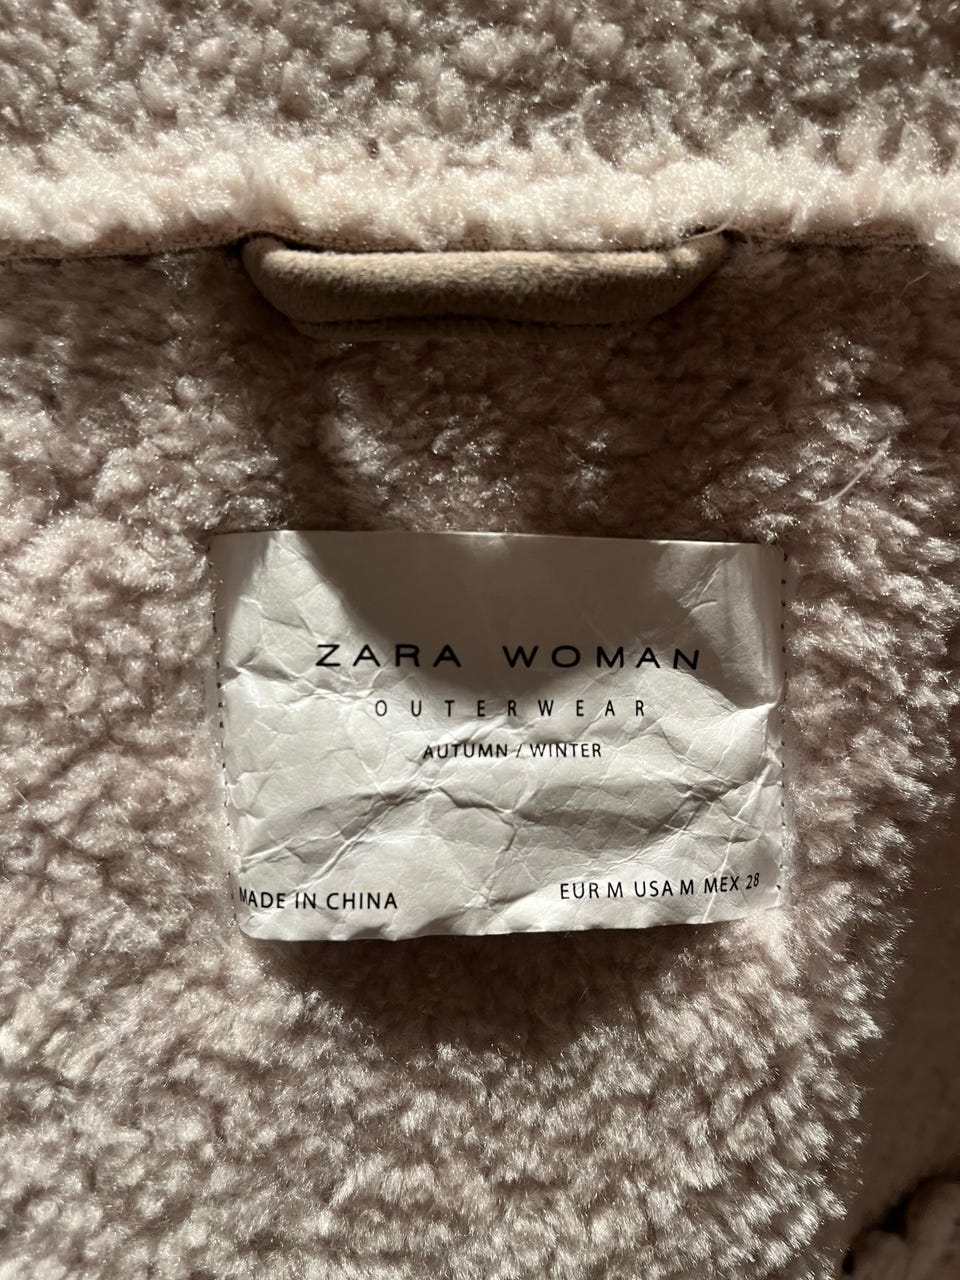 ZARA WOMAN
OUTERWEAR
AUTUMN / WINTER
MADE IN CHINA
EUR M USA M MEX 28